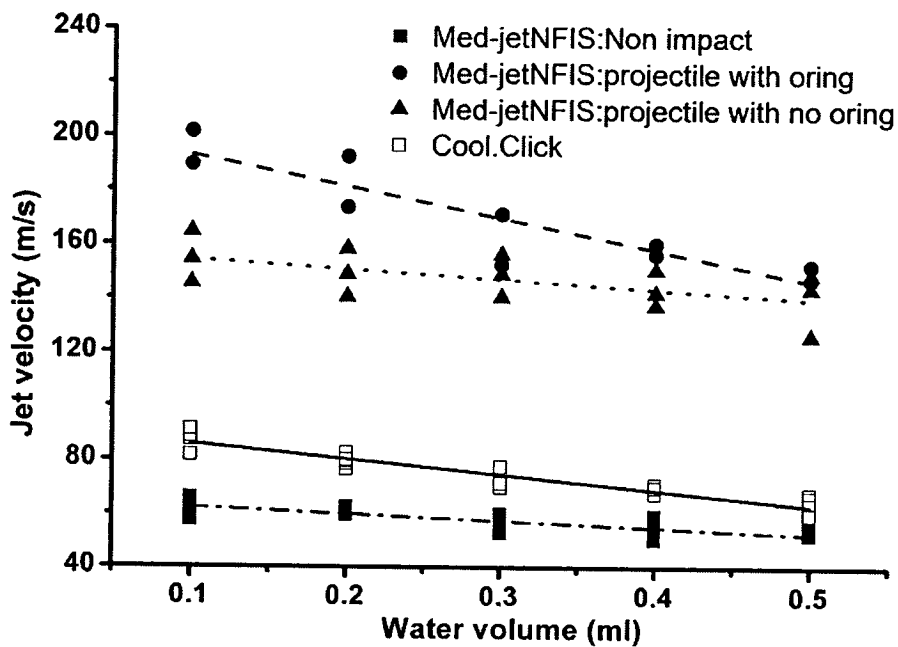 240
200
160
120
80
40
Jet velocity (m/s)
Med-jetNFIS:Non impact
Med-jetNFIS:projectile with oring
Med-jetNFIS:projectile with no oring
Cool.Click
0.1 0.2 0.3 0.4 0.5
Water volume (ml)